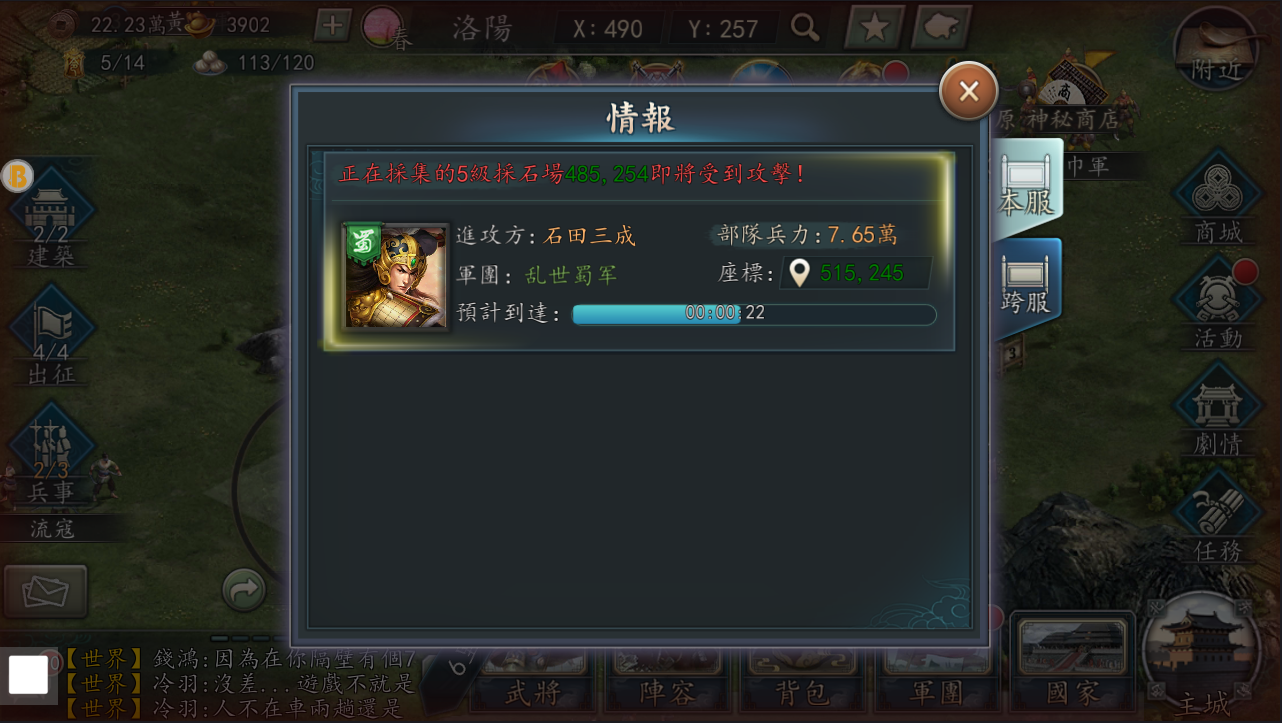 22.23萬
黃
3902
春
洛陽
X: 490
Y: 257
附近
5/14
113/120
情報
神秘商店
巾軍
正在採集的5級採石場485,254即將受到攻擊!
本服
蜀
進攻方: 石田三成
部隊兵力: 7.65萬
軍團: 乱世蜀军
座標: 515,245
預計到達: 00:00:22
跨服
B
2/2
建築
4/4
出征
2/3
兵事
流寇
商城
活動
3
劇情
任務
【世界】錢鴻:因為在你隔壁有個7
【世界】冷羽:沒差...遊戲不就是
【世界】冷羽:人不在車兩趟還是
武將
陣容
背包
軍團
國家
主城